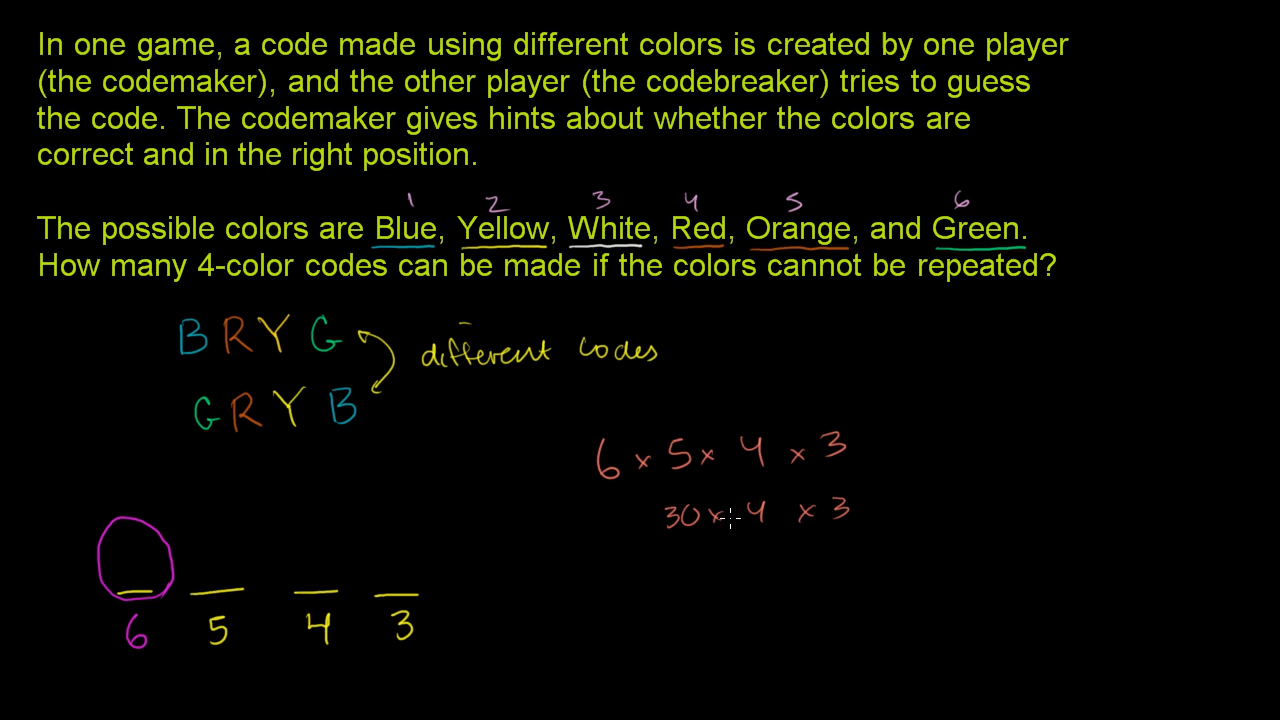 In one game, a code made using different colors is created by one player
(the codemaker), and the other player (the codebreaker) tries to guess
the code. The codemaker gives hints about whether the colors are
correct and in the right position.
1 2 3 4 5 6
The possible colors are Blue, Yellow, White, Red, Orange, and Green.
How many 4-color codes can be made if the colors cannot be repeated?
B R Y G
different codes
G R Y B
6 x 5 x 4 x 3
30 x 4 x 3
6 5 4 3